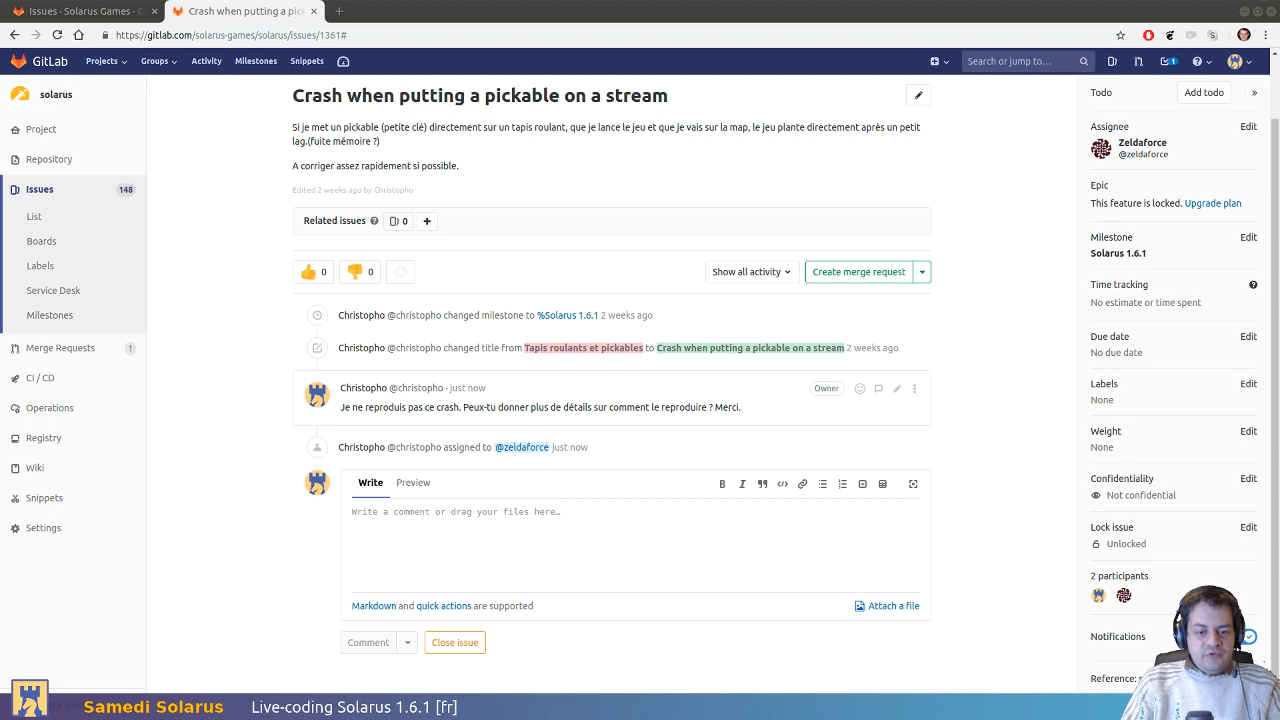 Issues · Solarus Games ·
Crash when putting a pick
https://gitlab.com/solarus-games/solarus/issues/1361#
GitLab
Projects
Groups
Activity
Milestones
Snippets
Search or jump to…
1
solarus
Project
Repository
Issues
148
List
Boards
Labels
Service Desk
Milestones
Merge Requests
1
CI / CD
Operations
Registry
Wiki
Snippets
Settings
Crash when putting a pickable on a stream
Si je met un pickable (petite clé) directement sur un tapis roulant, que je lance le jeu et que je vais sur la map, le jeu plante directement après un petit
lag.(fuite mémoire ?)
A corriger assez rapidement si possible.
Edited 2 weeks ago by Christopho
Related issues
0
0
0
Show all activity
Create merge request
Christopho @christopho changed milestone to %Solarus 1.6.1 2 weeks ago
Christopho @christopho changed title from Tapis roulants et pickables to Crash when putting a pickable on a stream 2 weeks ago
Christopho @christopho · just now
Owner
Je ne reproduis pas ce crash. Peux-tu donner plus de détails sur comment le reproduire ? Merci.
Christopho @christopho assigned to @zeldaforce just now
Write
Preview
Write a comment or drag your files here…
Markdown and quick actions are supported
Attach a file
Comment
Close issue
Todo
Add todo
Assignee
Edit
Zeldaforce
@zeldaforce
Epic
This feature is locked. Upgrade plan
Milestone
Edit
Solarus 1.6.1
Time tracking
No estimate or time spent
Due date
Edit
No due date
Labels
Edit
None
Weight
Edit
None
Confidentiality
Edit
Not confidential
Lock issue
Edit
Unlocked
2 participants
Notifications
Reference:
Samedi Solarus
Live-coding Solarus 1.6.1 [fr]